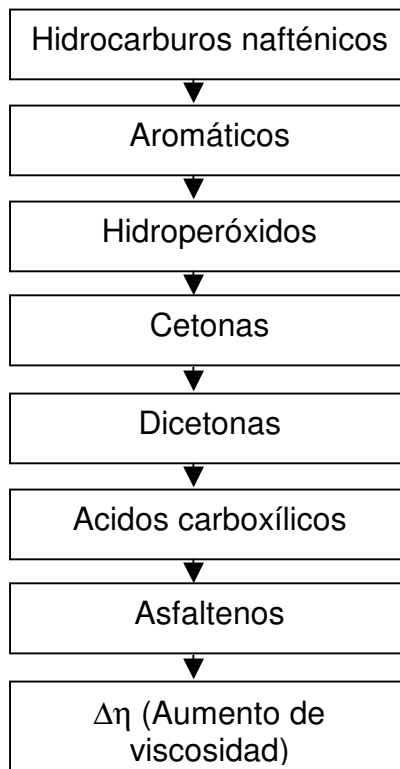 Hidrocarburos nafténicos
Aromáticos
Hidroperóxidos
Cetonas
Dicetonas
Acidos carboxílicos
Asfaltenos
Δη (Aumento de
viscosidad)